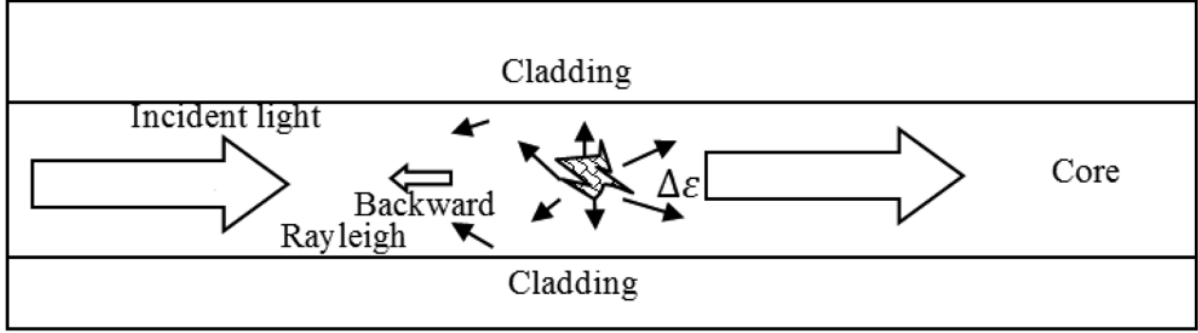 Cladding
Incident light
Core
Δε
Backward
Rayleigh
Cladding